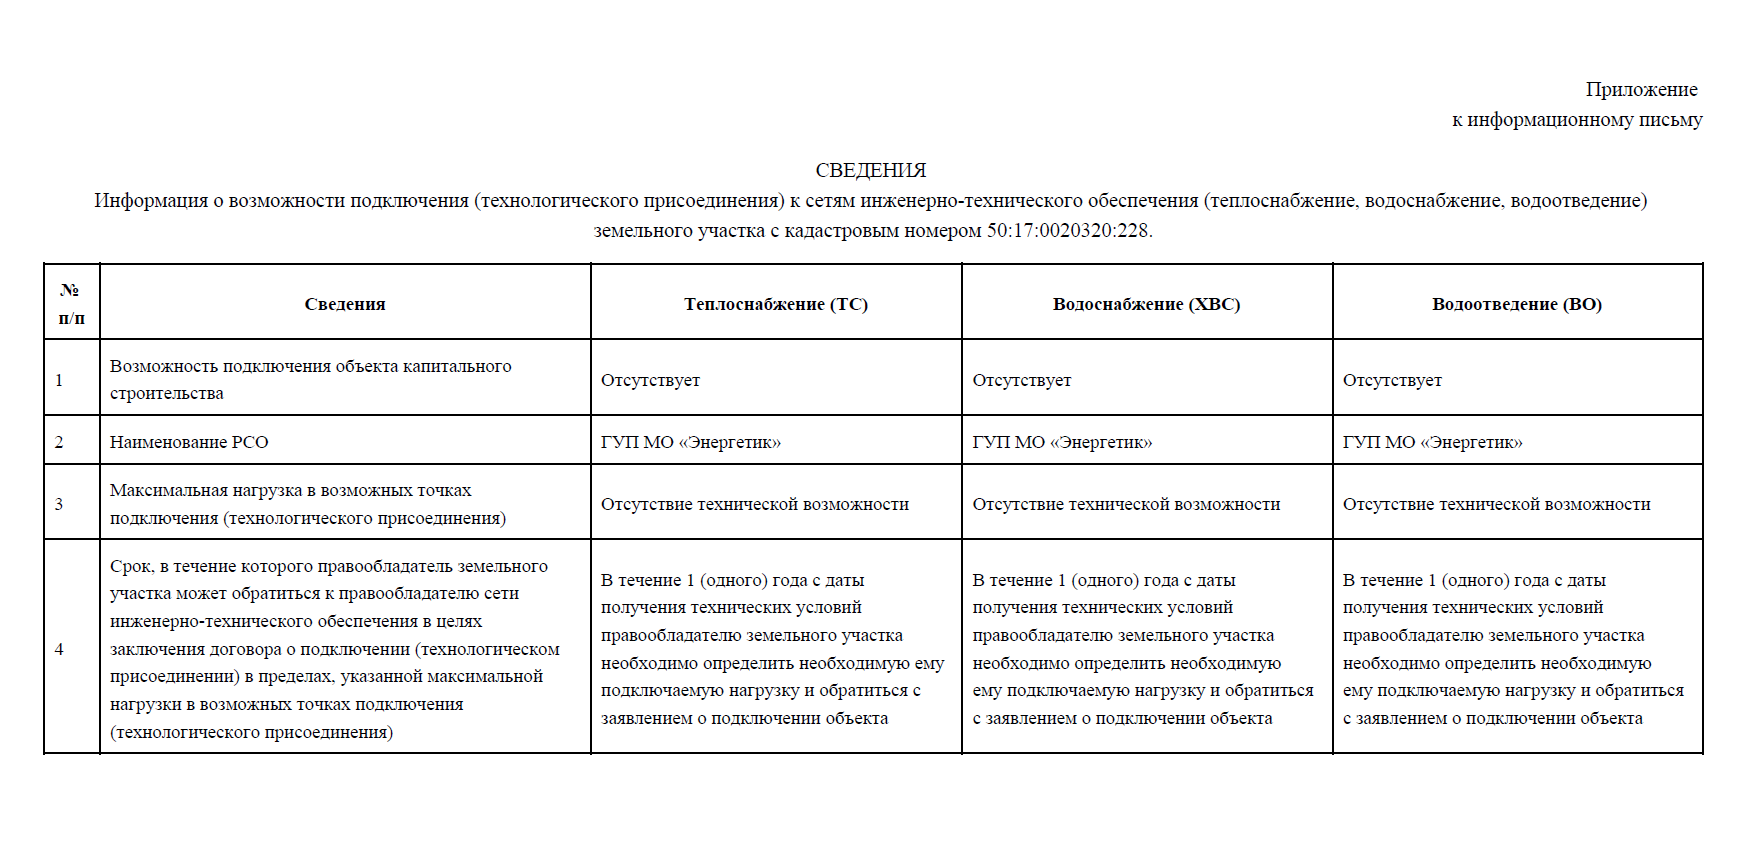 Приложение
к информационному письму
СВЕДЕНИЯ
Информация о возможности подключения (технологического присоединения) к сетям инженерно-технического обеспечения (теплоснабжение, водоснабжение, водоотведение)
земельного участка с кадастровым номером 50:17:0020320:228.
№
п/п
Сведения
Теплоснабжение (ТС)
Водоснабжение (ХВС)
Водоотведение (ВО)
1
Возможность подключения объекта капитального
строительства
Отсутствует
Отсутствует
Отсутствует
2
Наименование РСО
ГУП МО «Энергетик»
ГУП МО «Энергетик»
ГУП МО «Энергетик»
3
Максимальная нагрузка в возможных точках
подключения (технологического присоединения)
Отсутствие технической возможности
Отсутствие технической возможности
Отсутствие технической возможности
4
Срок, в течение которого правообладатель земельного
участка может обратиться к правообладателю сети
инженерно-технического обеспечения в целях
заключения договора о подключении (технологическом
присоединении) в пределах, указанной максимальной
нагрузки в возможных точках подключения
(технологического присоединения)
В течение 1 (одного) года с даты
получения технических условий
правообладателю земельного участка
необходимо определить необходимую ему
подключаемую нагрузку и обратиться с
заявлением о подключении объекта
В течение 1 (одного) года с даты
получения технических условий
правообладателю земельного участка
необходимо определить необходимую
ему подключаемую нагрузку и обратиться
с заявлением о подключении объекта
В течение 1 (одного) года с даты
получения технических условий
правообладателю земельного участка
необходимо определить необходимую
ему подключаемую нагрузку и обратиться
с заявлением о подключении объекта